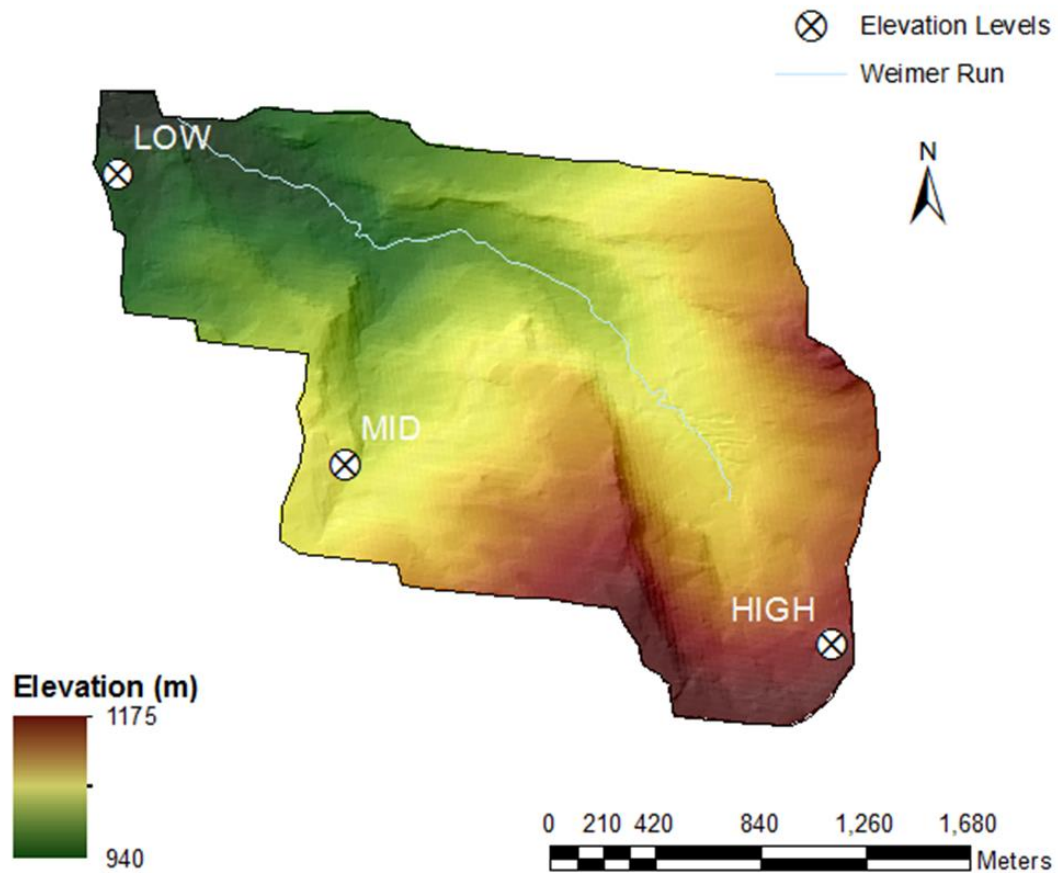 Elevation Levels
Weimer Run
N
LOW
MID
HIGH
Elevation (m)
1175
940
0 210 420 840 1,260 1,680
Meters